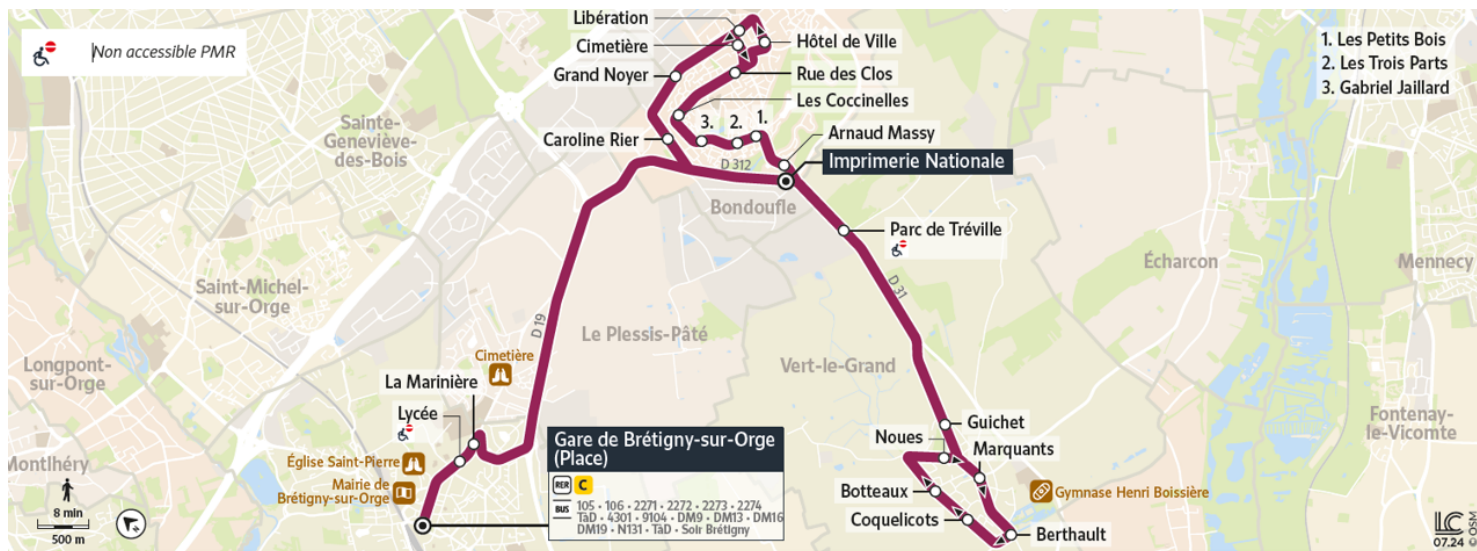 Non accessible PMR
Libération
Cimetière
Hôtel de Ville
Grand Noyer
Rue des Clos
Les Coccinelles
3.
2.
1.
Caroline Rier
Arnaud Massy
D 312
Imprimerie Nationale
1. Les Petits Bois
2. Les Trois Parts
3. Gabriel Jaillard
Sainte-
Geneviève-
des-Bois
Bondoufle
Parc de Tréville
Écharcon
Mennecy
Saint-Michel-
sur-Orge
D 19
Le Plessis-Pâté
D 31
Vert-le-Grand
Longpont-
sur-Orge
Cimetière
La Marinière
Lycée
Église Saint-Pierre
Mairie de
Brétigny-sur-Orge
Montlhéry
Gare de Brétigny-sur-Orge
(Place)
RER C
BUS
105 • 106 • 2271 • 2272 • 2273 • 2274
TàD • 4301 • 9104 • DM9 • DM13 • DM16
DM19 • N131 • TàD • Soir Brétigny
Guichet
Noues
Marquants
Botteaux
Coquelicots
Gymnase Henri Boissière
Berthault
Fontenay-
le-Vicomte
8 min
500 m
LC
07.24 © OSM